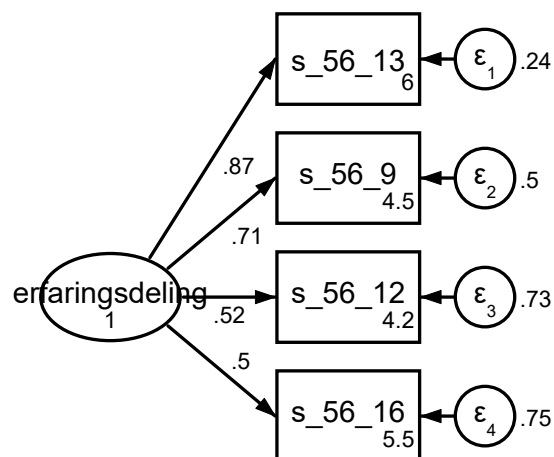 s_56_13
6
ε1
.24
.87
s_56_9
4.5
ε2
.5
.71
erfaringsdeling
1
.52
s_56_12
4.2
ε3
.73
.5
s_56_16
5.5
ε4
.75